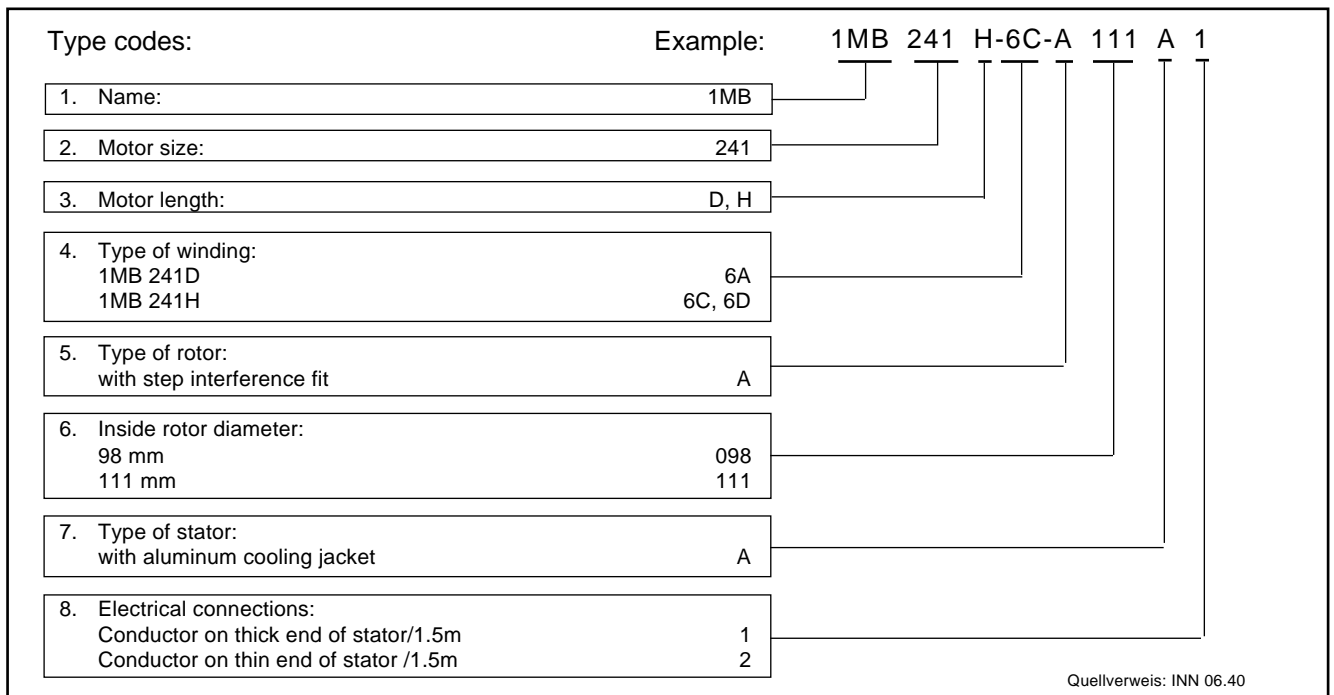 Type codes: Example: 1MB 241 H-6C-A 111 A 1
1. Name: 1MB
2. Motor size: 241
3. Motor length: D, H
4. Type of winding:
1MB 241D 6A
1MB 241H 6C, 6D
5. Type of rotor:
with step interference fit A
6. Inside rotor diameter:
98 mm 098
111 mm 111
7. Type of stator:
with aluminum cooling jacket A
8. Electrical connections:
Conductor on thick end of stator/1.5m 1
Conductor on thin end of stator /1.5m 2
Quellverweis: INN 06.40